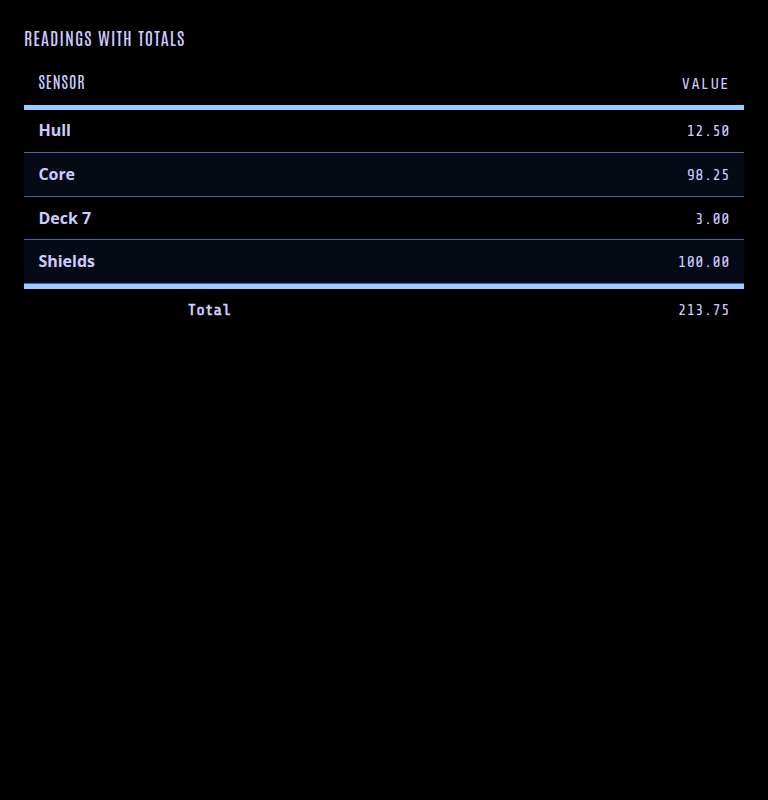 READINGS WITH TOTALS
SENSOR VALUE
Hull 12.50
Core 98.25
Deck 7 3.00
Shields 100.00
Total 213.75